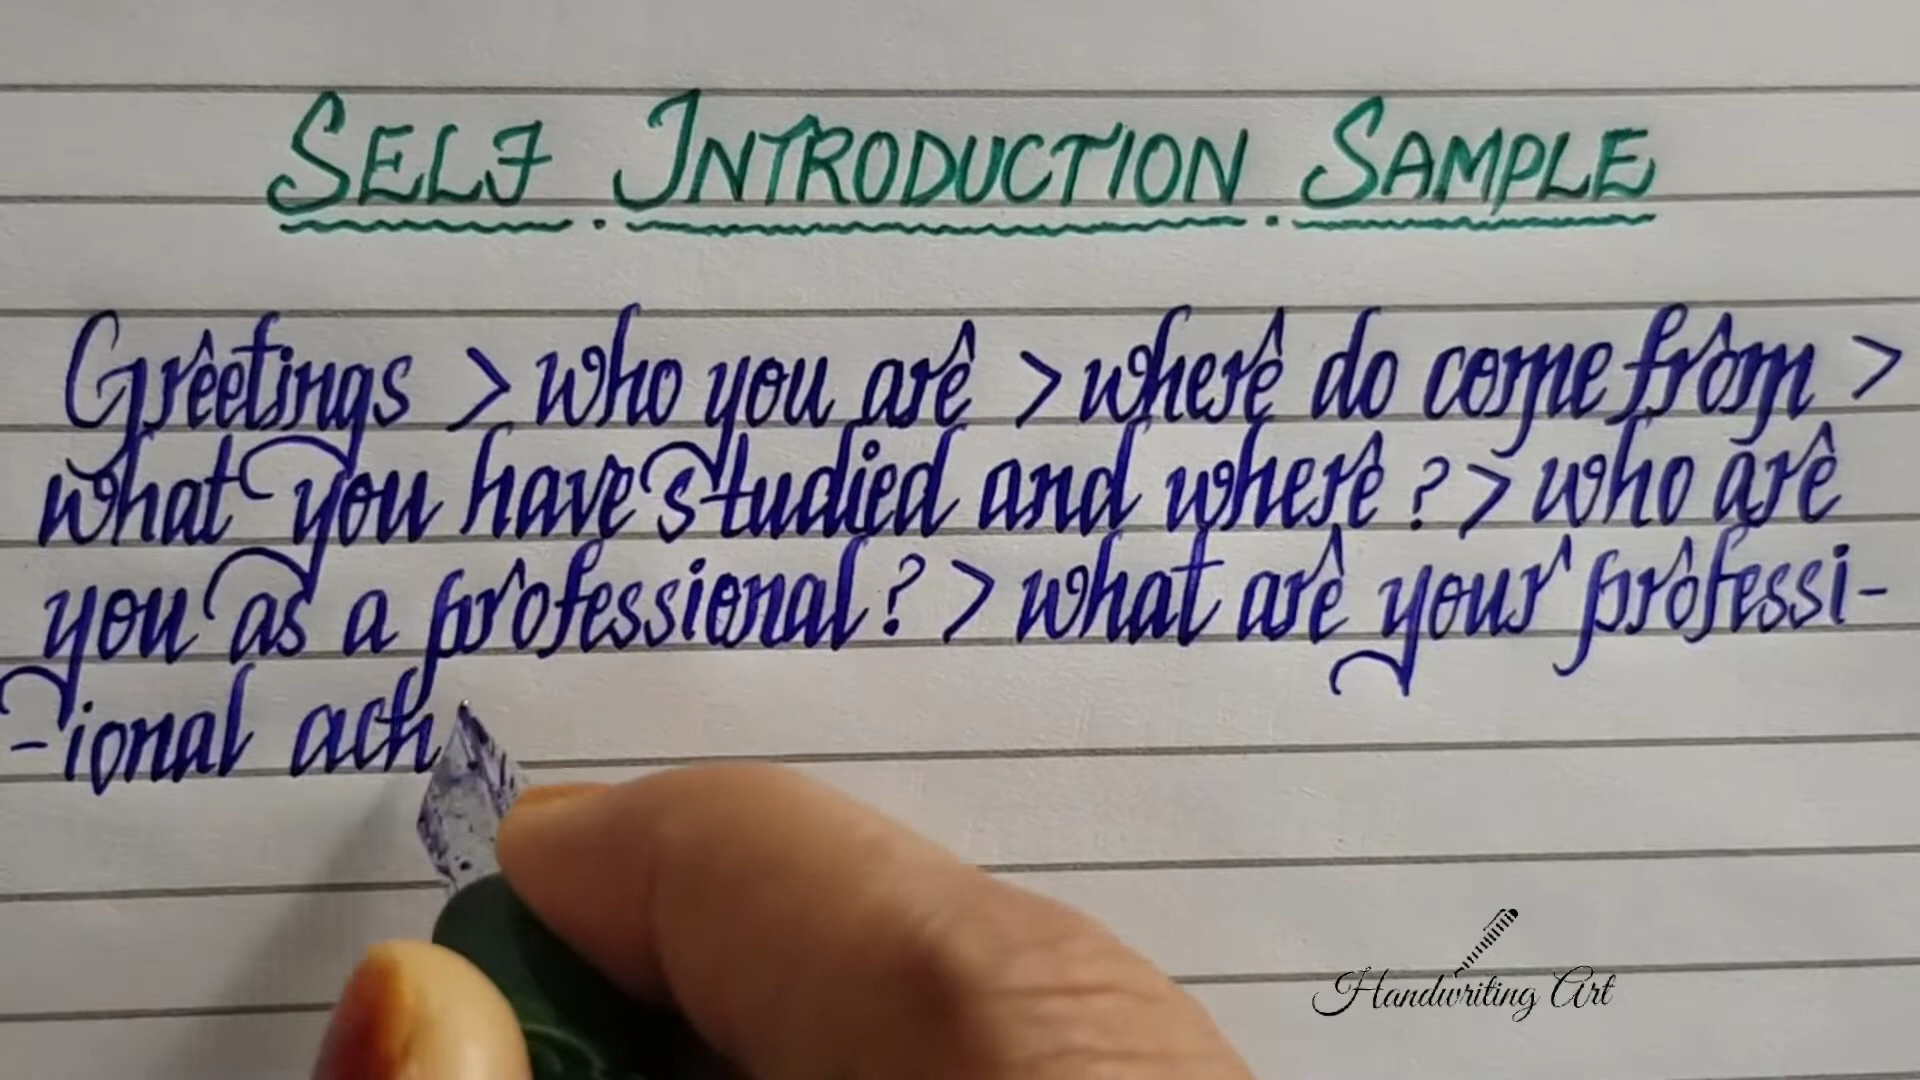 SELF INTRODUCTION SAMPLE
Greetings > who you are > where do come from >
what you have studied and where ? > who are
you as a professional ? > what are your professi-
-ional ach
Handwriting Art